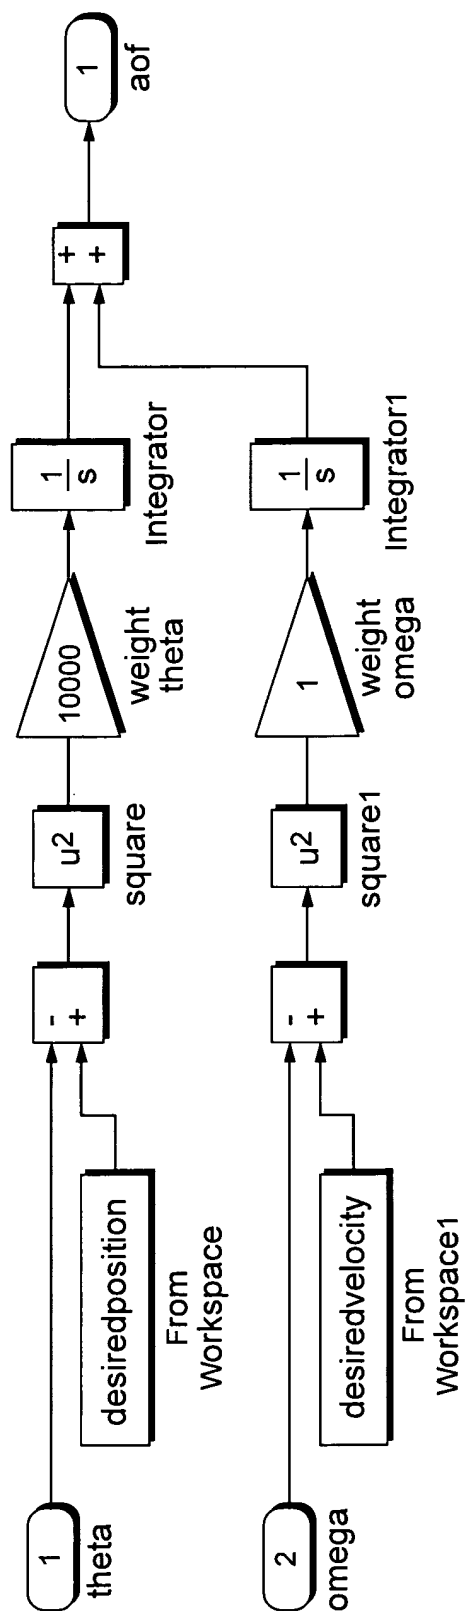 1
theta
desiredposition
From
Workspace
-
+
u²
square
10000
weight
theta
1
s
Integrator
+
+
1
aof
2
omega
desiredvelocity
From
Workspace1
-
+
u²
square1
1
weight
omega
1
s
Integrator1